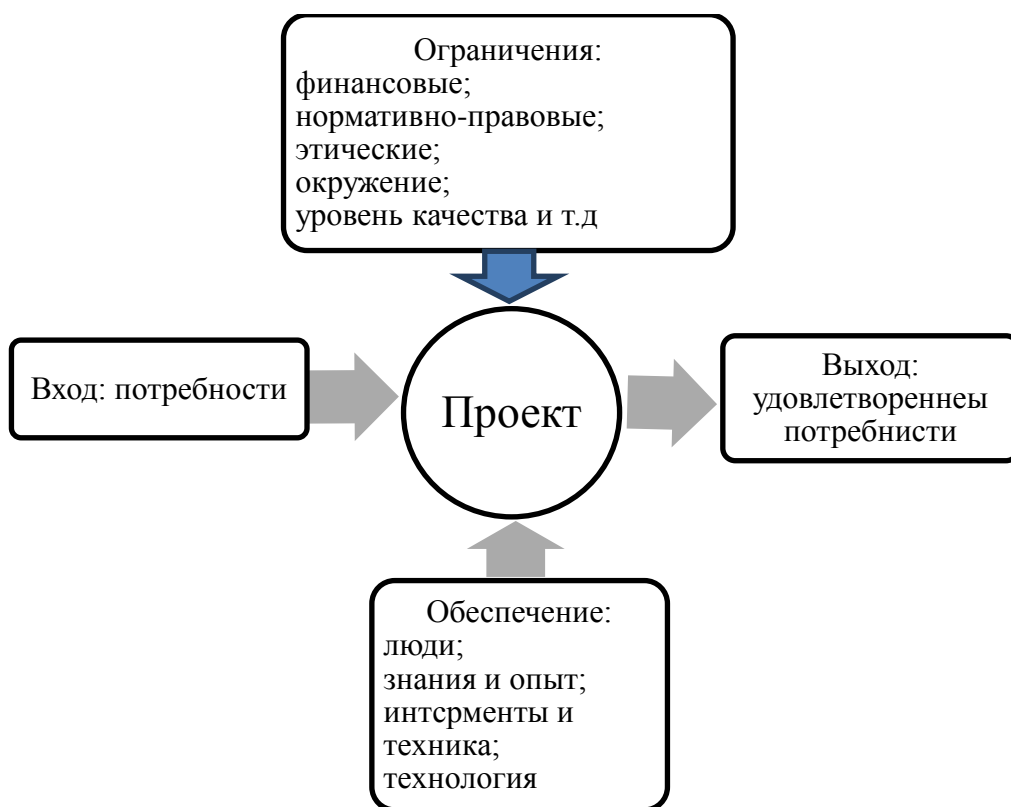 Ограничения:
финансовые;
нормативно-правовые;
этические;
окружение;
уровень качества и т.д
Вход: потребности
Проект
Выход:
удовлетвореннеы
потребнисти
Обеспечение:
люди;
знания и опыт;
интсрменты и
техника;
технология